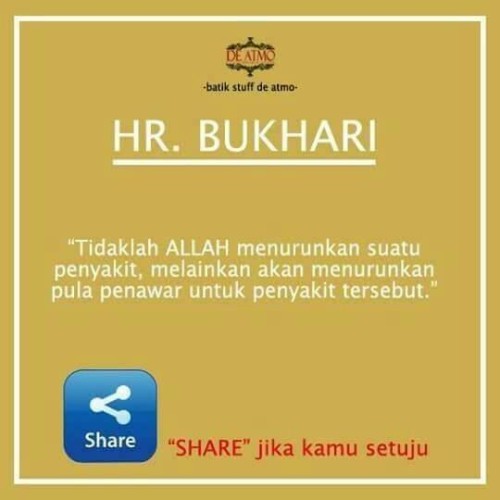 DE ATMO
-batik stuff de atmo-
HR. BUKHARI
“Tidaklah ALLAH menurunkan suatu
penyakit, melainkan akan menurunkan
pula penawar untuk penyakit tersebut.”
Share
“SHARE” jika kamu setuju